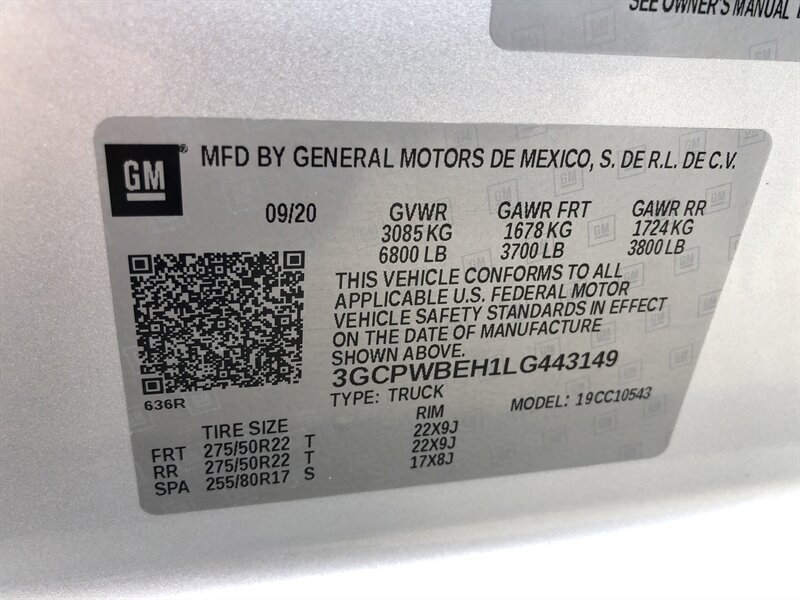 SEE OWNER'S MANUAL
GM® MFD BY GENERAL MOTORS DE MEXICO, S. DE R.L. DE C.V.
09/20 GVWR GAWR FRT GAWR RR
3085 KG 1678 KG 1724 KG
6800 LB 3700 LB 3800 LB
THIS VEHICLE CONFORMS TO ALL
APPLICABLE U.S. FEDERAL MOTOR
VEHICLE SAFETY STANDARDS IN EFFECT
ON THE DATE OF MANUFACTURE
SHOWN ABOVE.
3GCPWBEH1LG443149
636R TYPE: TRUCK MODEL: 19CC10543
TIRE SIZE RIM
FRT 275/50R22 T 22X9J
RR 275/50R22 T 22X9J
SPA 255/80R17 S 17X8J